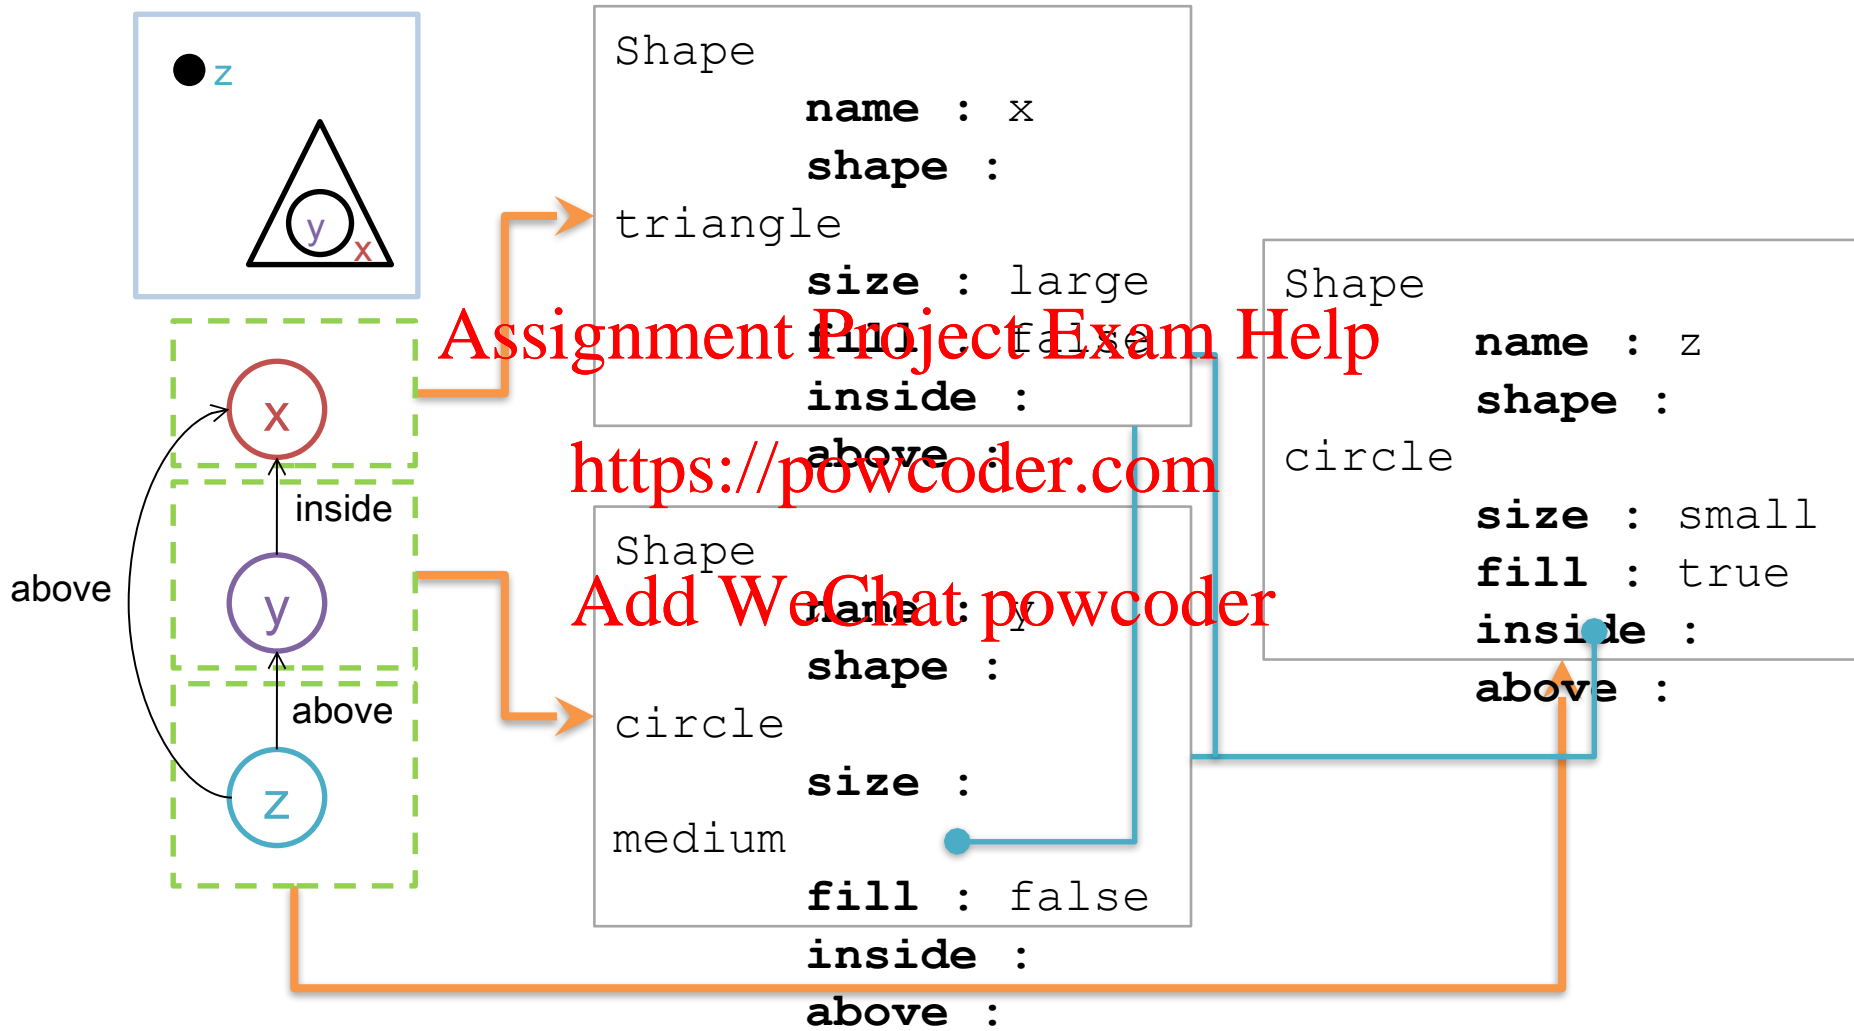 z
y
x
x
inside
y
above
above
z
Shape
name : x
shape :
triangle
size : large
fill : false
inside :
above :
Shape
name : y
shape :
circle
size :
medium
fill : false
inside :
above :
Shape
name : z
shape :
circle
size : small
fill : true
inside :
above :
Assignment Project Exam Help
https://powcoder.com
Add WeChat powcoder